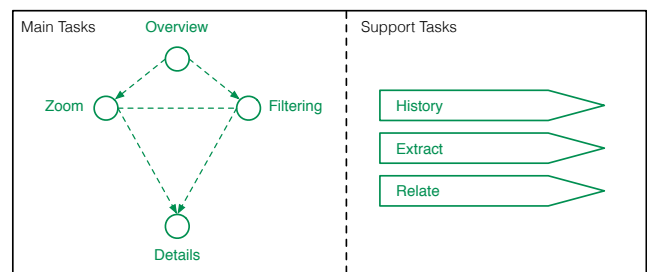 Main Tasks
Overview
Zoom
Filtering
Details
Support Tasks
History
Extract
Relate